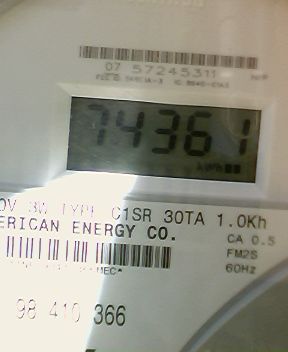 07 57245311
74361
kWh
0V 3W TYPE C1SR 30TA 1.0Kh
ERICAN ENERGY CO.
CA 0.5
FM2S
60Hz
98 410 366